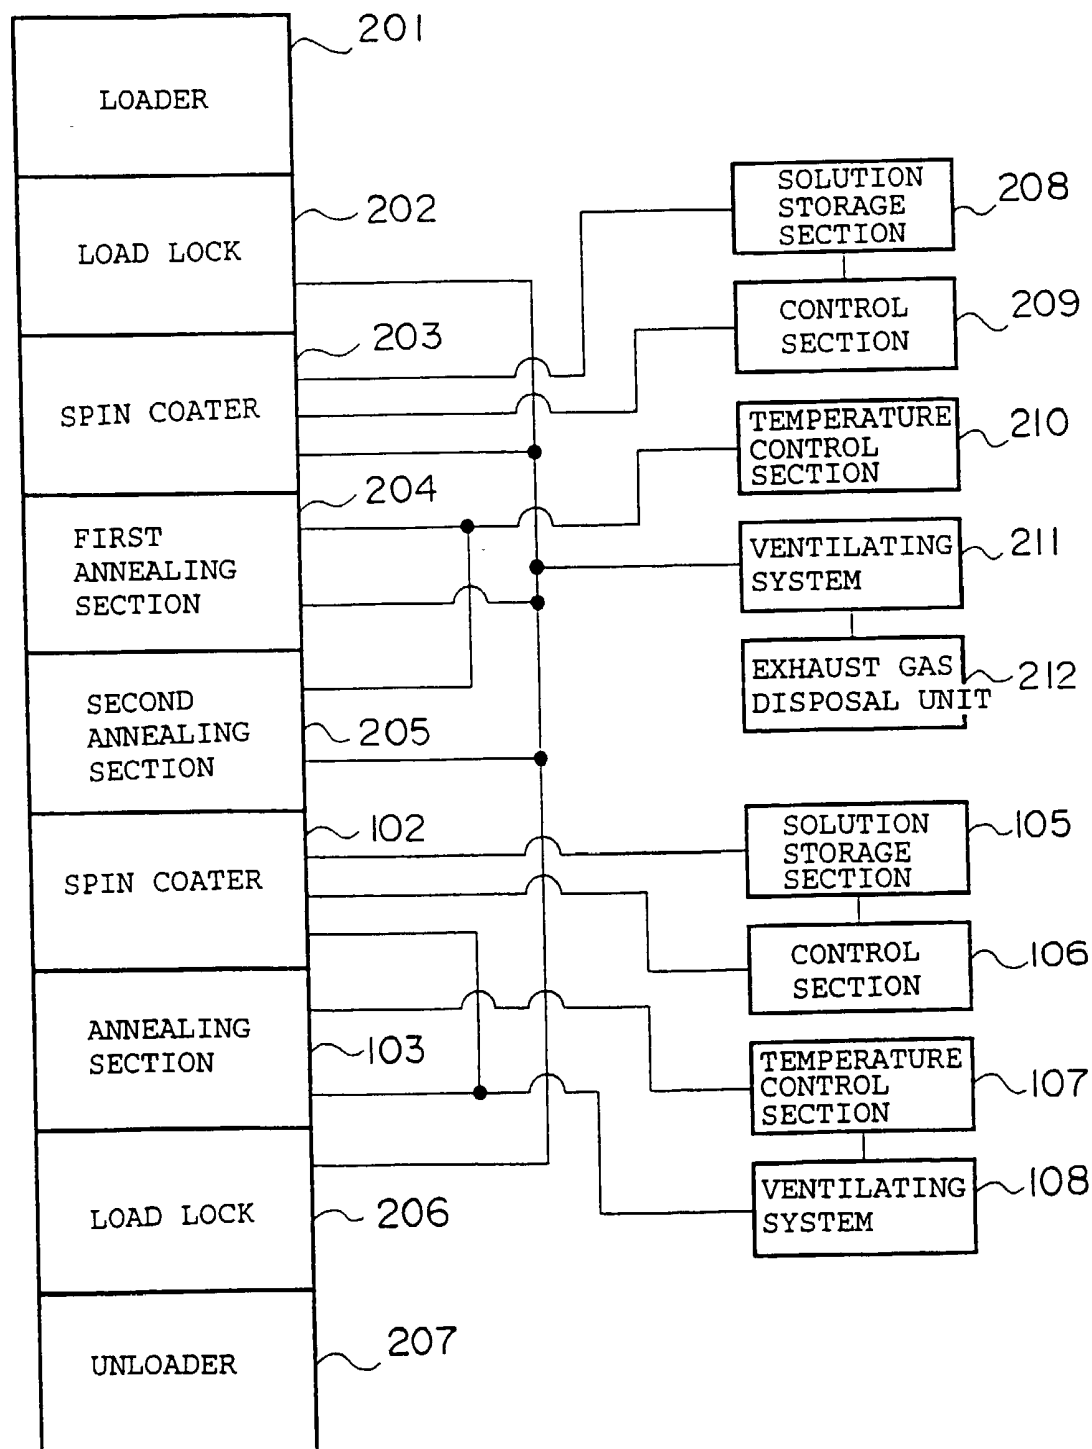 201
LOADER
202
LOAD LOCK
203
SPIN COATER
204
FIRST
ANNEALING
SECTION
SECOND
ANNEALING
SECTION
205
102
SPIN COATER
ANNEALING
SECTION
103
LOAD LOCK
206
207
UNLOADER
SOLUTION
STORAGE
SECTION
208
CONTROL
SECTION
209
TEMPERATURE
CONTROL
SECTION
210
VENTILATING
SYSTEM
211
EXHAUST GAS
DISPOSAL UNIT
212
SOLUTION
STORAGE
SECTION
105
CONTROL
SECTION
106
TEMPERATURE
CONTROL
SECTION
107
VENTILATING
SYSTEM
108